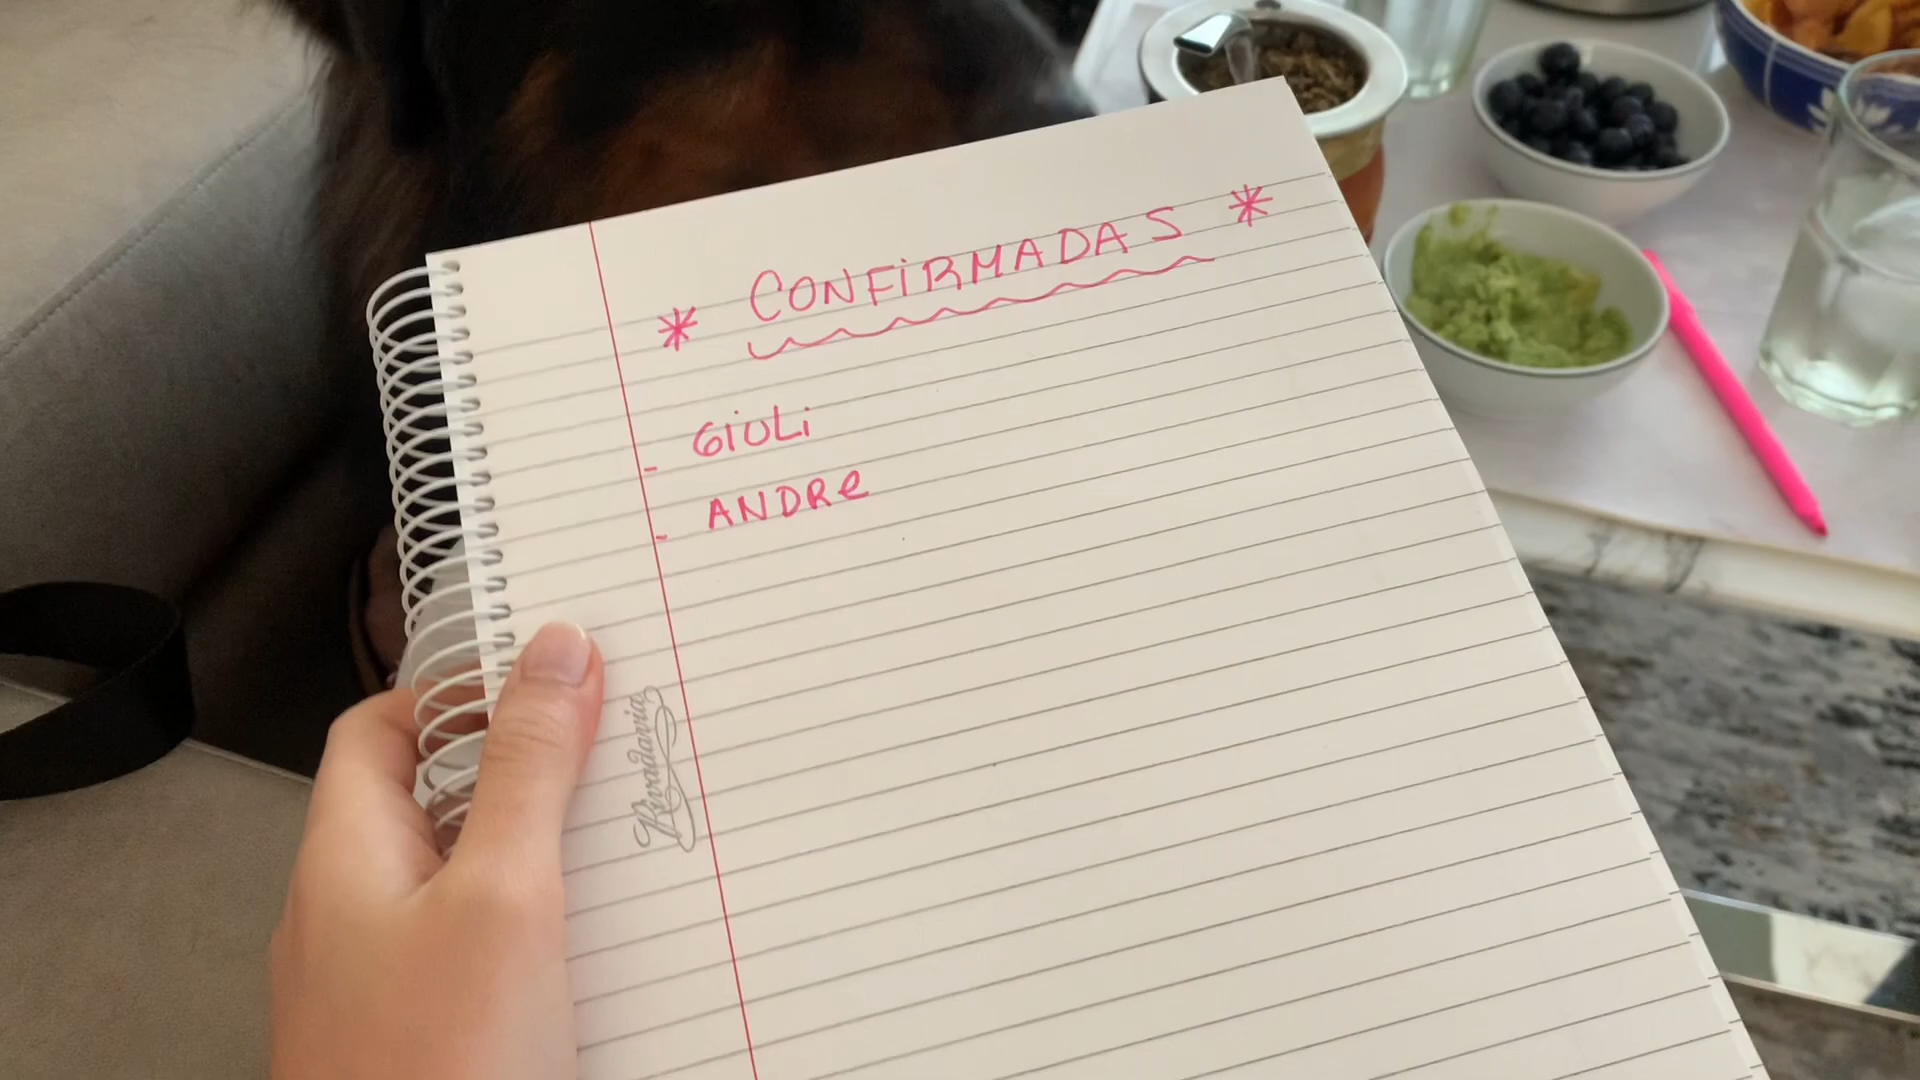 * CONFiRMADAS *
- GiULi
- ANDRe
Rivadavia